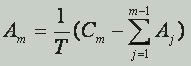 $A_m = \frac{1}{T}(C_m - \sum_{j=1}^{m-1} A_j)$